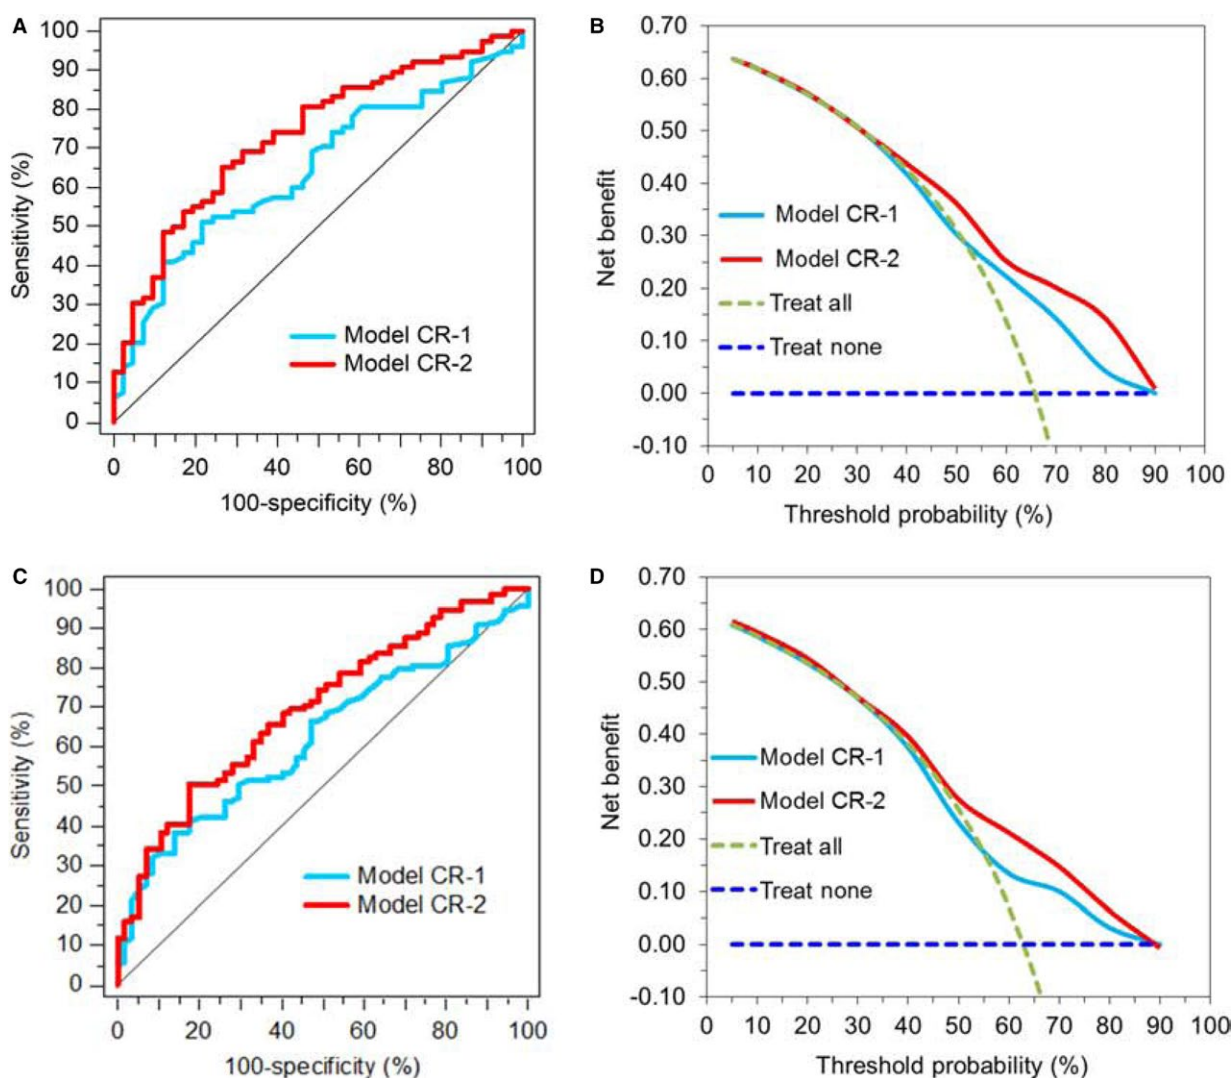 A
100
90
80
70
60
50
40
30
20
10
0
Sensitivity (%)
Model CR-1
Model CR-2
0 20 40 60 80 100
100-specificity (%)
B
0.70
0.60
0.50
0.40
0.30
0.20
0.10
0.00
-0.10
Net benefit
Model CR-1
Model CR-2
Treat all
Treat none
0 10 20 30 40 50 60 70 80 90 100
Threshold probability (%)
C
100
90
80
70
60
50
40
30
20
10
0
Sensitivity (%)
Model CR-1
Model CR-2
0 20 40 60 80 100
100-specificity (%)
D
0.70
0.60
0.50
0.40
0.30
0.20
0.10
0.00
-0.10
Net benefit
Model CR-1
Model CR-2
Treat all
Treat none
0 10 20 30 40 50 60 70 80 90 100
Threshold probability (%)